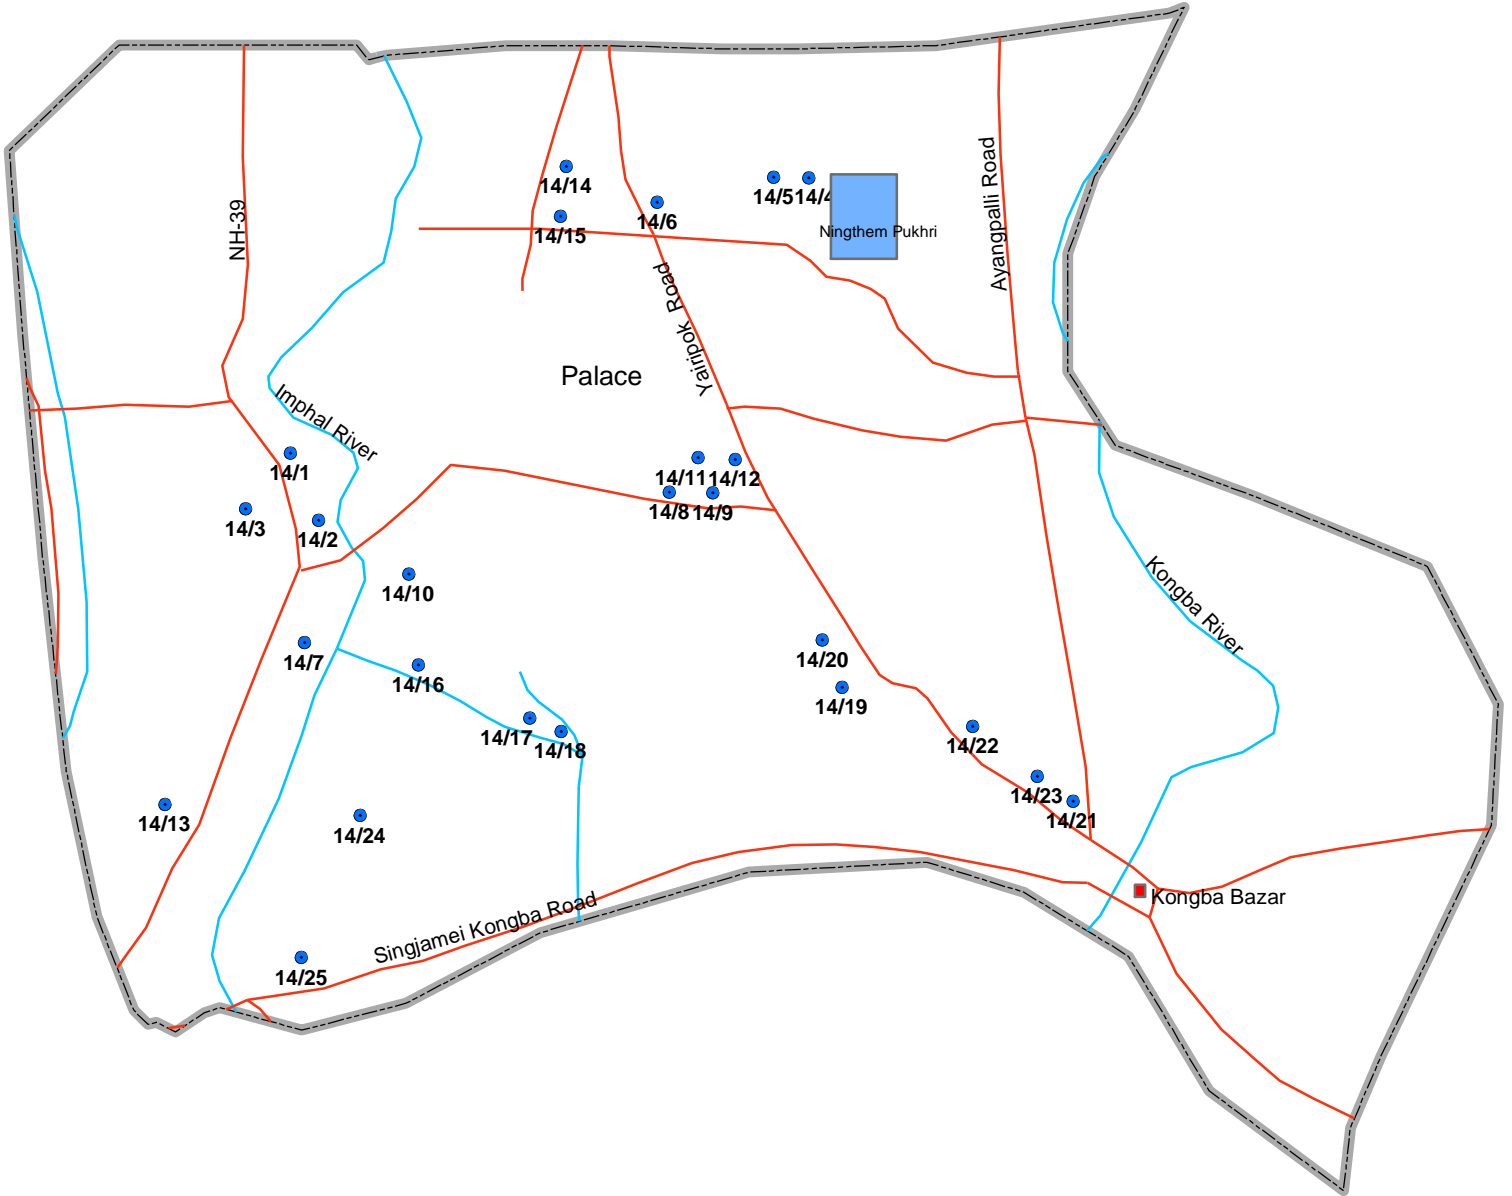 14/14
14/5
14/4
14/6
14/15
Ningthem Pukhri
NH-39
Ayangpalli Road
Yairipok Road
Palace
Imphal River
14/1
14/11
14/12
14/3
14/2
14/8
14/9
14/10
Kongba River
14/7
14/20
14/16
14/19
14/17
14/18
14/22
14/23
14/13
14/24
14/21
Kongba Bazar
Singjamei Kongba Road
14/25